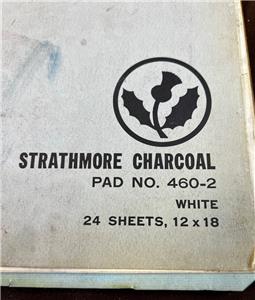 STRATHMORE CHARCOAL
PAD NO. 460-2
WHITE
24 SHEETS, 12 x 18